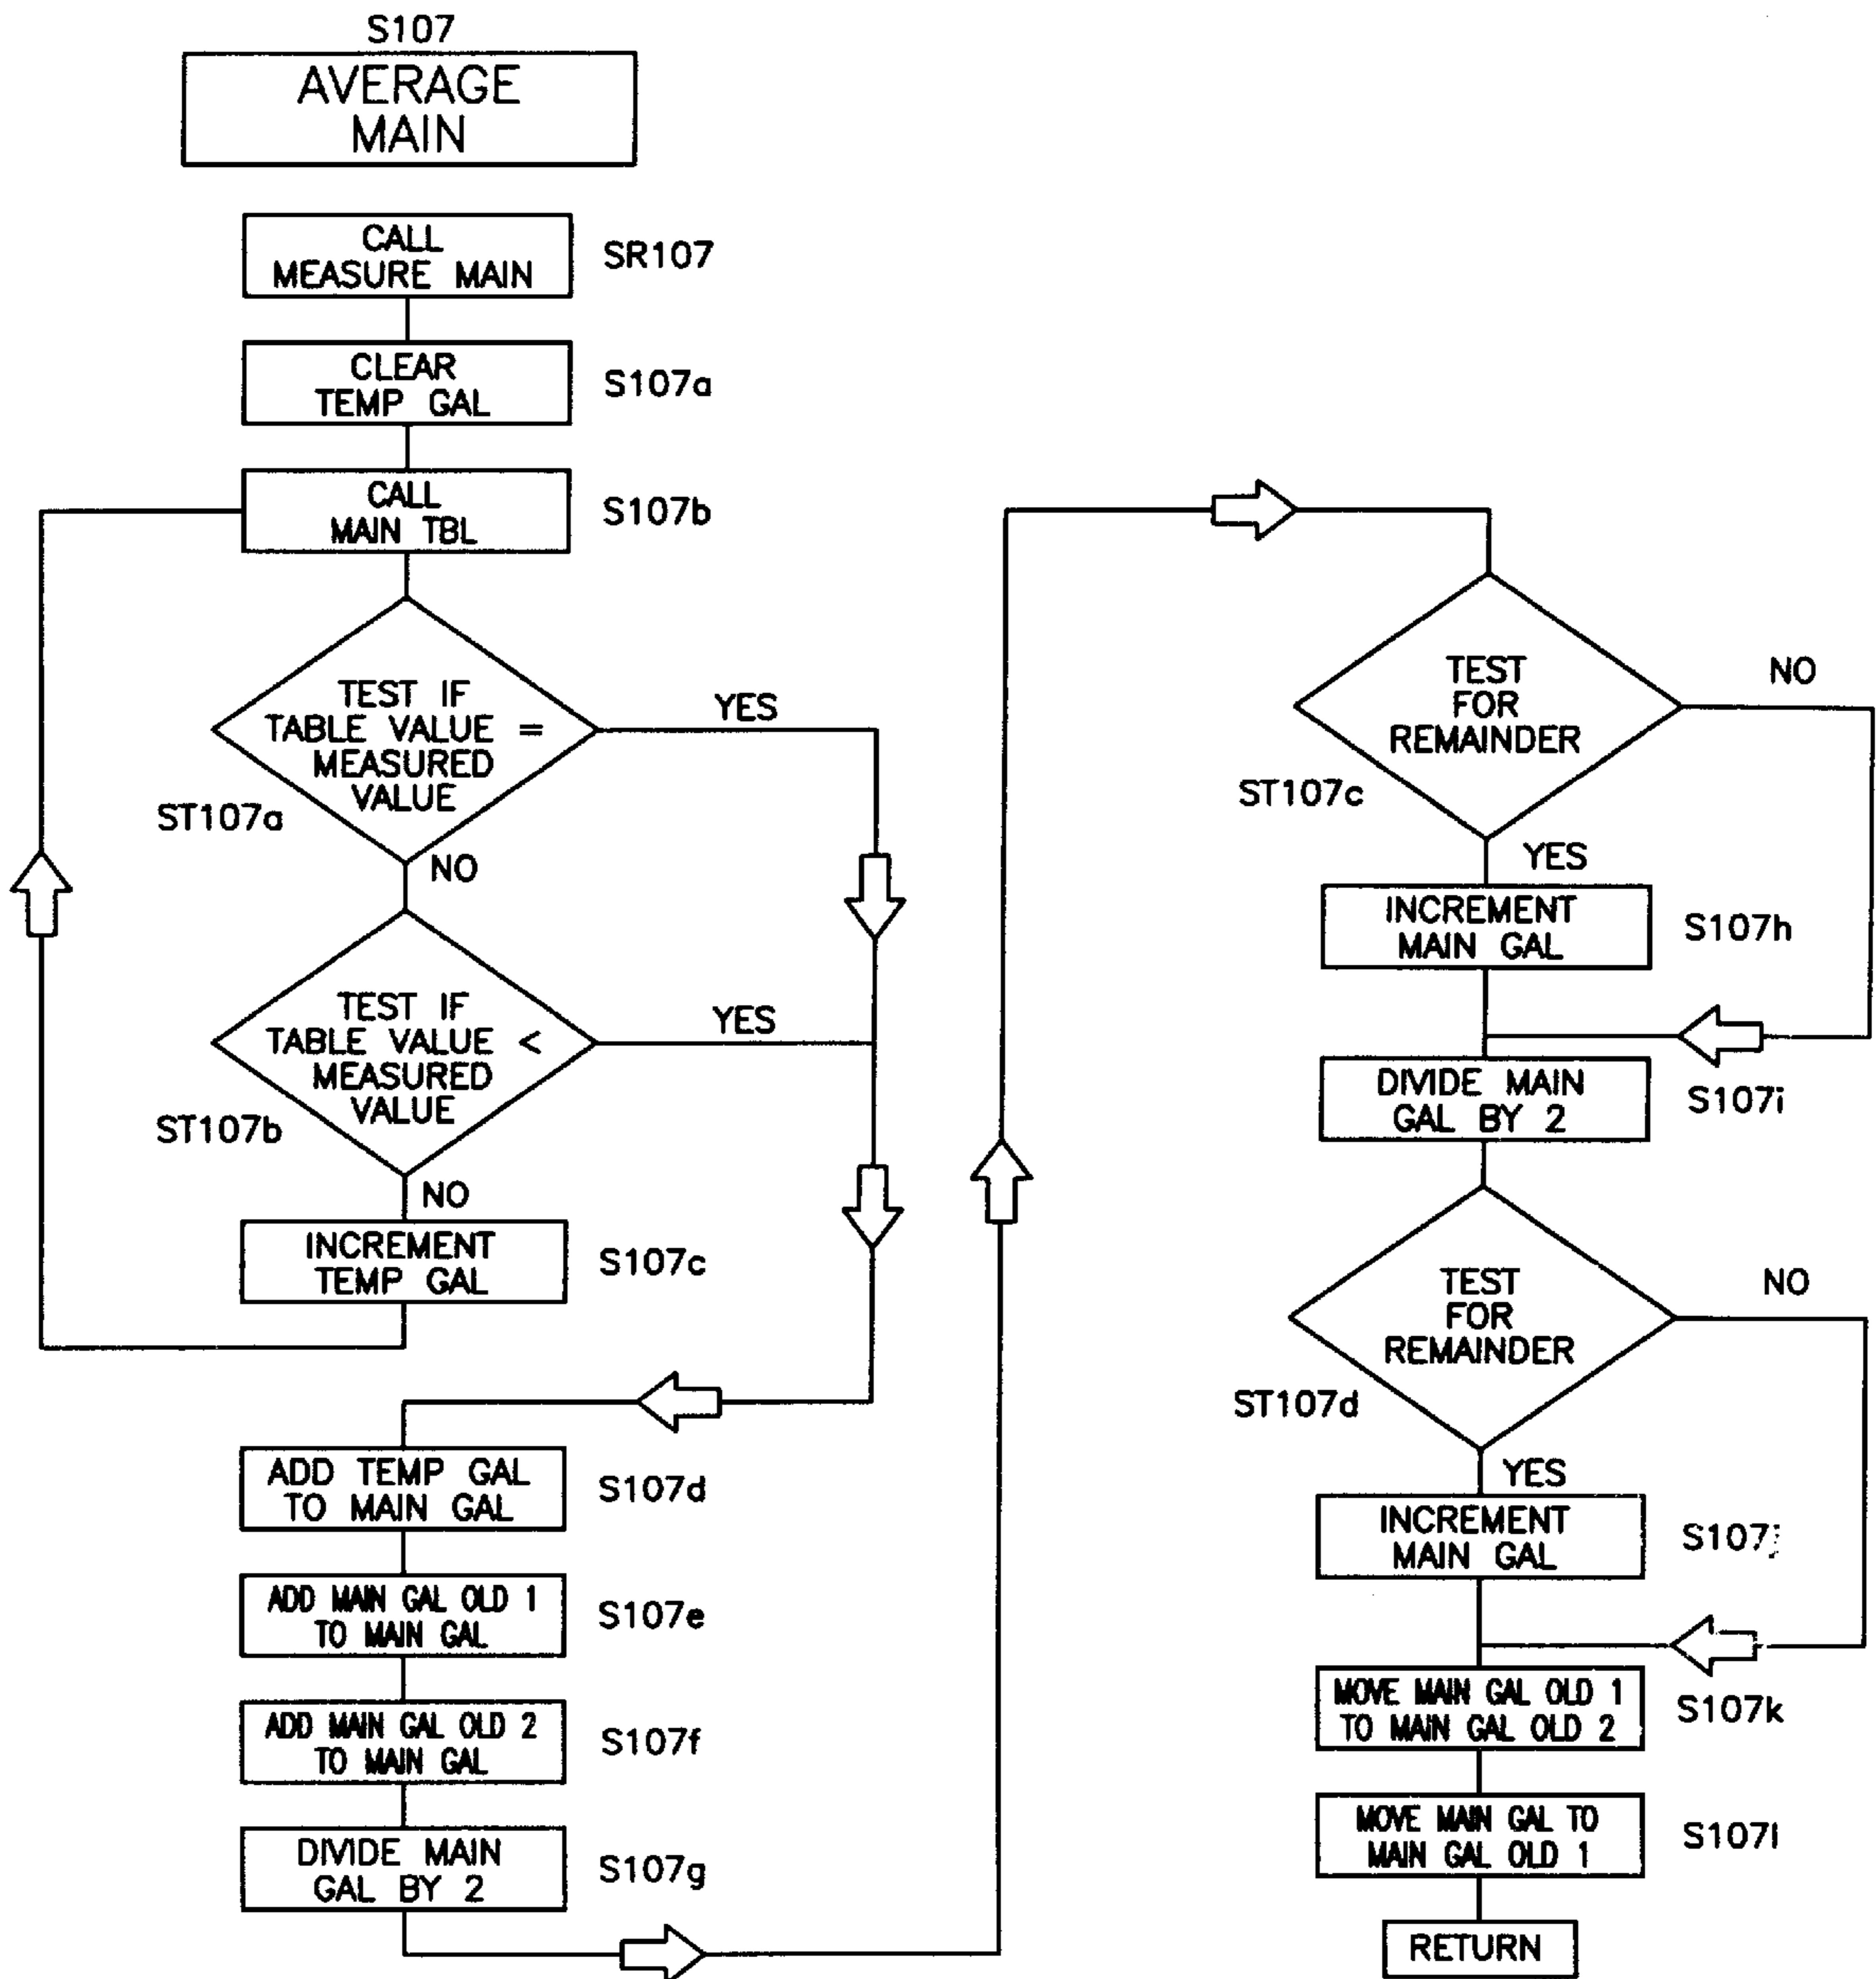 S107
AVERAGE
MAIN
CALL
MEASURE MAIN
SR107
CLEAR
TEMP GAL
S107a
CALL
MAIN TBL
S107b
TEST IF
TABLE VALUE =
MEASURED
VALUE
YES
ST107a
NO
TEST IF
TABLE VALUE <
MEASURED
VALUE
YES
ST107b
NO
INCREMENT
TEMP GAL
S107c
ADD TEMP GAL
TO MAIN GAL
S107d
ADD MAIN GAL OLD 1
TO MAIN GAL
S107e
ADD MAIN GAL OLD 2
TO MAIN GAL
S107f
DIVIDE MAIN
GAL BY 2
S107g
TEST
FOR
REMAINDER
NO
ST107c
YES
INCREMENT
MAIN GAL
S107h
DIVIDE MAIN
GAL BY 2
S107i
TEST
FOR
REMAINDER
NO
ST107d
YES
INCREMENT
MAIN GAL
S107j
MOVE MAIN GAL OLD 1
TO MAIN GAL OLD 2
S107k
MOVE MAIN GAL TO
MAIN GAL OLD 1
S107l
RETURN